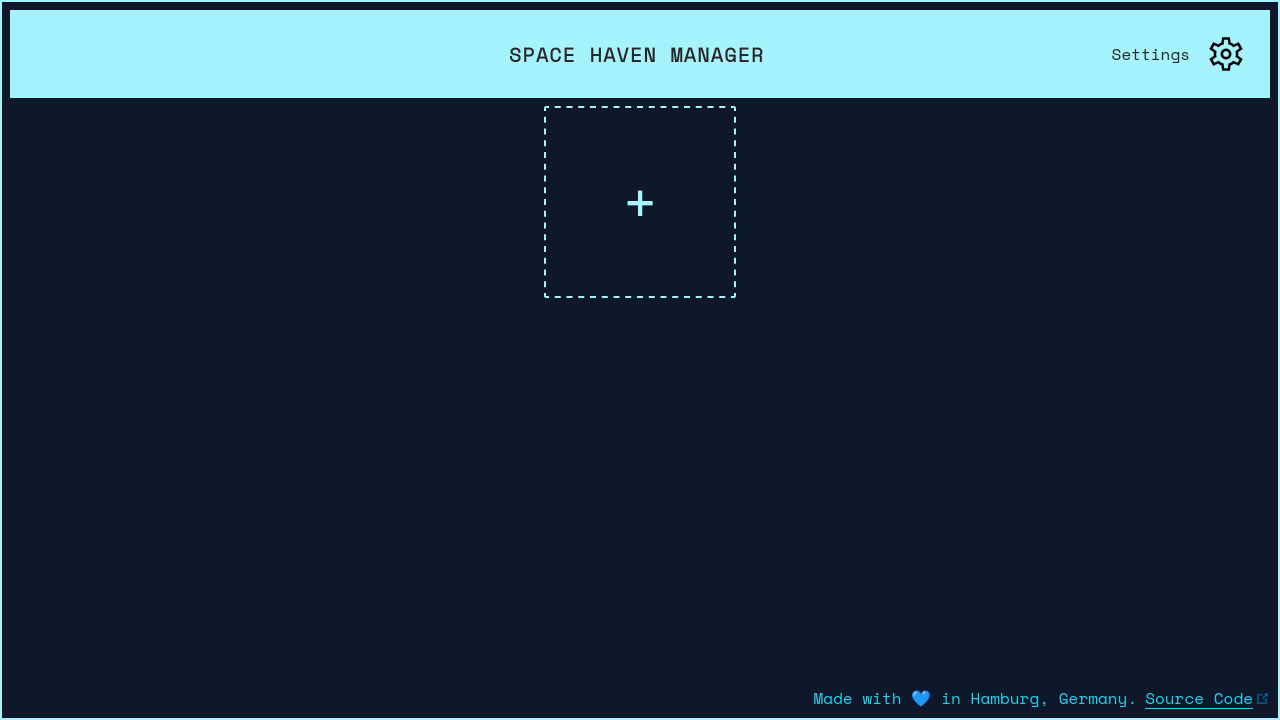 SPACE HAVEN MANAGER
Settings
+
Made with 💙 in Hamburg, Germany. Source Code